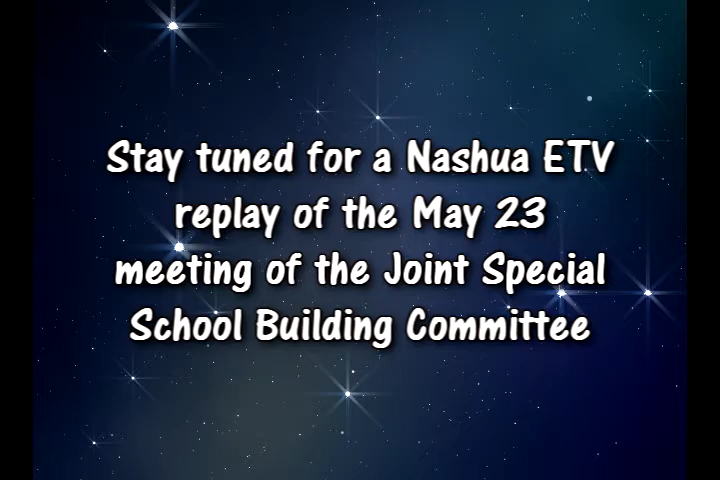 Stay tuned for a Nashua ETV
replay of the May 23
meeting of the Joint Special
School Building Committee